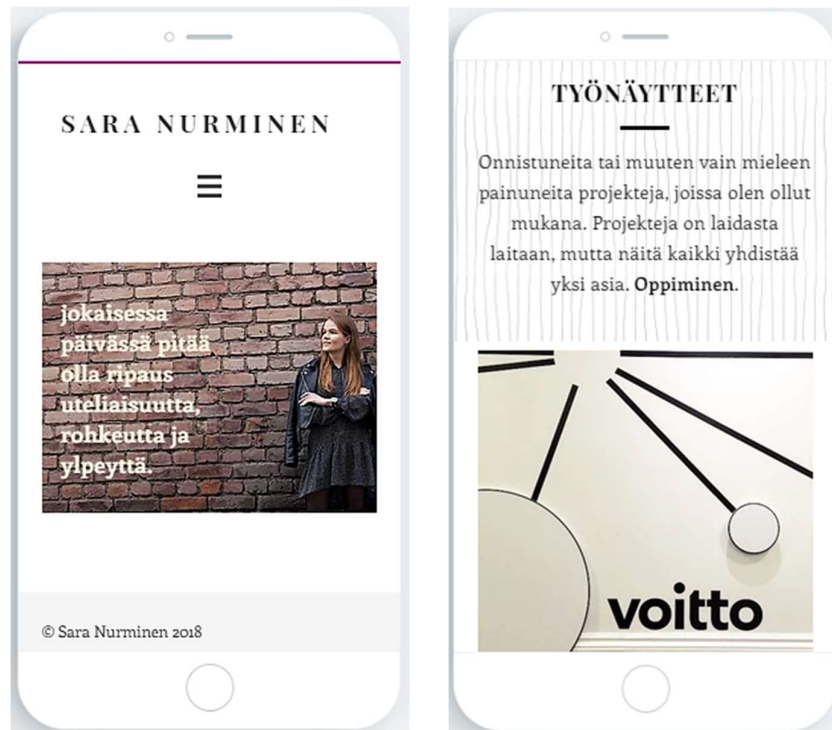 SARA NURMINEN
jokaisessa
päivässä pitää
olla ripaus
uteliaisuutta,
rohkeutta ja
ylpeyttä.
© Sara Nurminen 2018
TYÖNÄYTTEET
Onnistuneita tai muuten vain mieleen
painuneita projekteja, joissa olen ollut
mukana. Projekteja on laidasta
laitaan, mutta näitä kaikki yhdistää
yksi asia. Oppiminen.
voitto